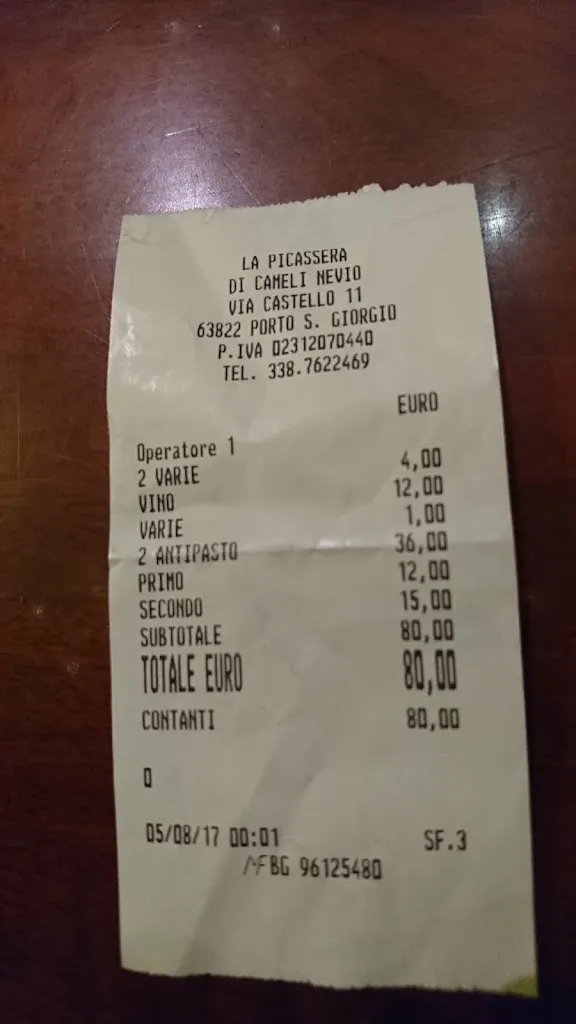 LA PICASSERA
DI CAMELI NEVIO
VIA CASTELLO 11
63822 PORTO S. GIORGIO
P.IVA 02312070440
TEL. 338.7622469
EURO
Operatore 1
2 VARIE 4,00
VINO 12,00
VARIE 1,00
2 ANTIPASTO 36,00
PRIMO 12,00
SECONDO 15,00
SUBTOTALE 80,00
TOTALE EURO 80,00
CONTANTI 80,00
0
05/08/17 00:01 SF.3
MFBG 96125480